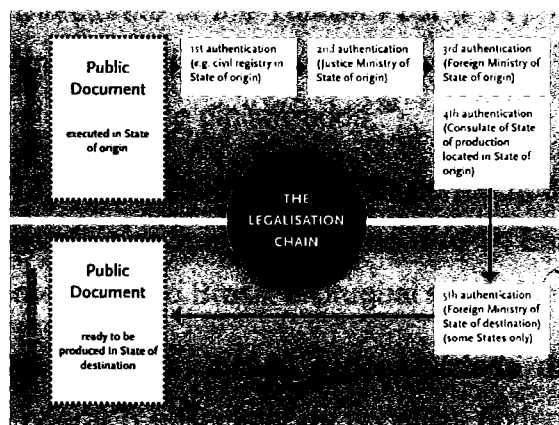 Public
Document
executed in State
of origin
1st authentication
(e.g. civil registry in
State of origin)
2nd authentication
(Justice Ministry of
State of origin)
3rd authentication
(Foreign Ministry of
State of origin)
4th authentication
(Consulate of State
of production
located in State of
origin)
THE
LEGALISATION
CHAIN
Public
Document
ready to be
produced in State of
destination
5th authentication
(Foreign Ministry of
State of destination)
(some States only)